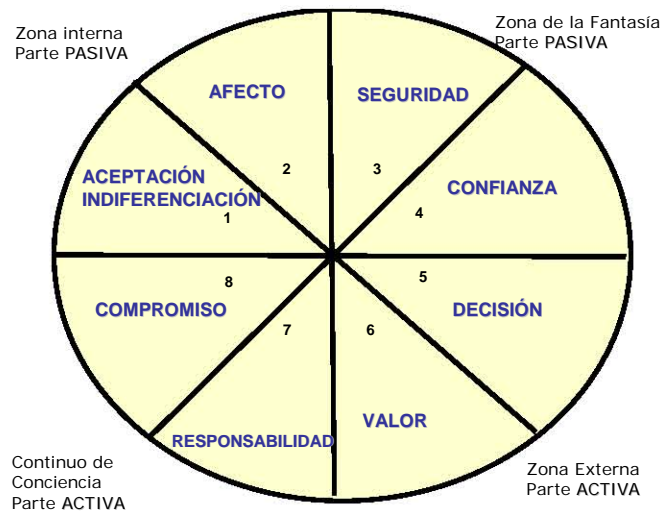 Zona interna
Parte PASIVA
Zona de la Fantasía
Parte PASIVA
AFECTO
SEGURIDAD
2
3
ACEPTACIÓN
INDIFERENCIACIÓN
1
CONFIANZA
4
8
COMPROMISO
5
DECISIÓN
7
6
RESPONSABILIDAD
VALOR
Continuo de
Conciencia
Parte ACTIVA
Zona Externa
Parte ACTIVA